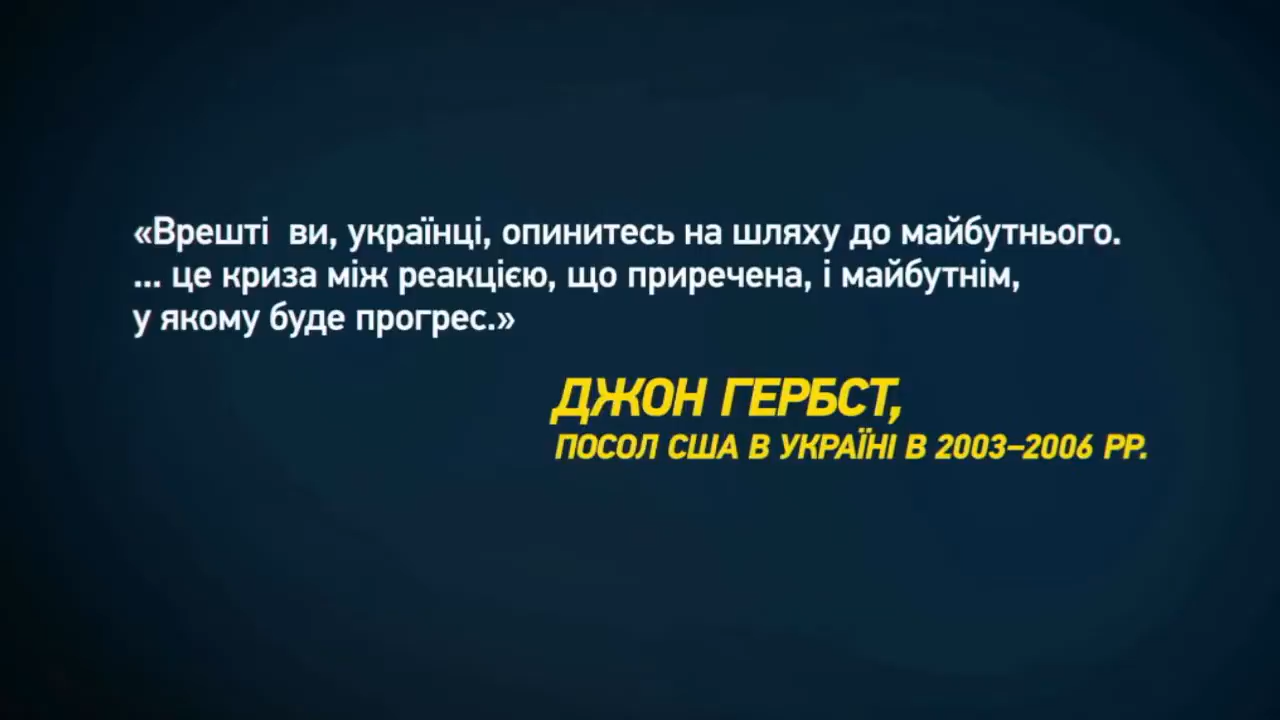 «Врешті  ви, українці, опинитесь на шляху до майбутнього.
... це криза між реакцією, що приречена, і майбутнім,
у якому буде прогрес.»
ДЖОН ГЕРБСТ,
ПОСОЛ США В УКРАЇНІ В 2003–2006 РР.